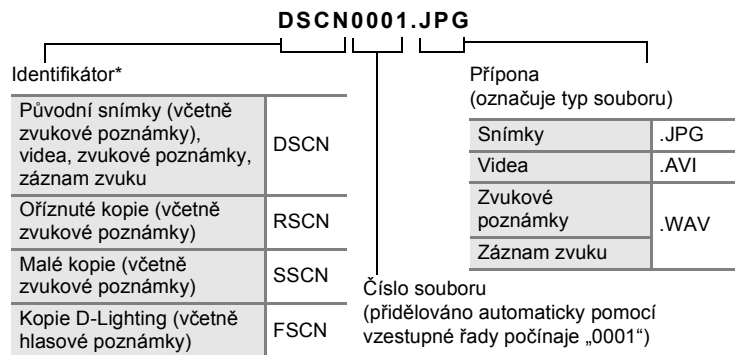 DSCN0001.JPG
Identifikátor*
Původní snímky (včetně
zvukové poznámky),
videa, zvukové poznámky,
záznam zvuku
DSCN
Oříznuté kopie (včetně
zvukové poznámky)
RSCN
Malé kopie (včetně
zvukové poznámky)
SSCN
Kopie D-Lighting (včetně
hlasové poznámky)
FSCN
Číslo souboru
(přidělováno automaticky pomocí
vzestupné řady počínaje „0001“)
Přípona
(označuje typ souboru)
Snímky
.JPG
Videa
.AVI
Zvukové
poznámky
.WAV
Záznam zvuku